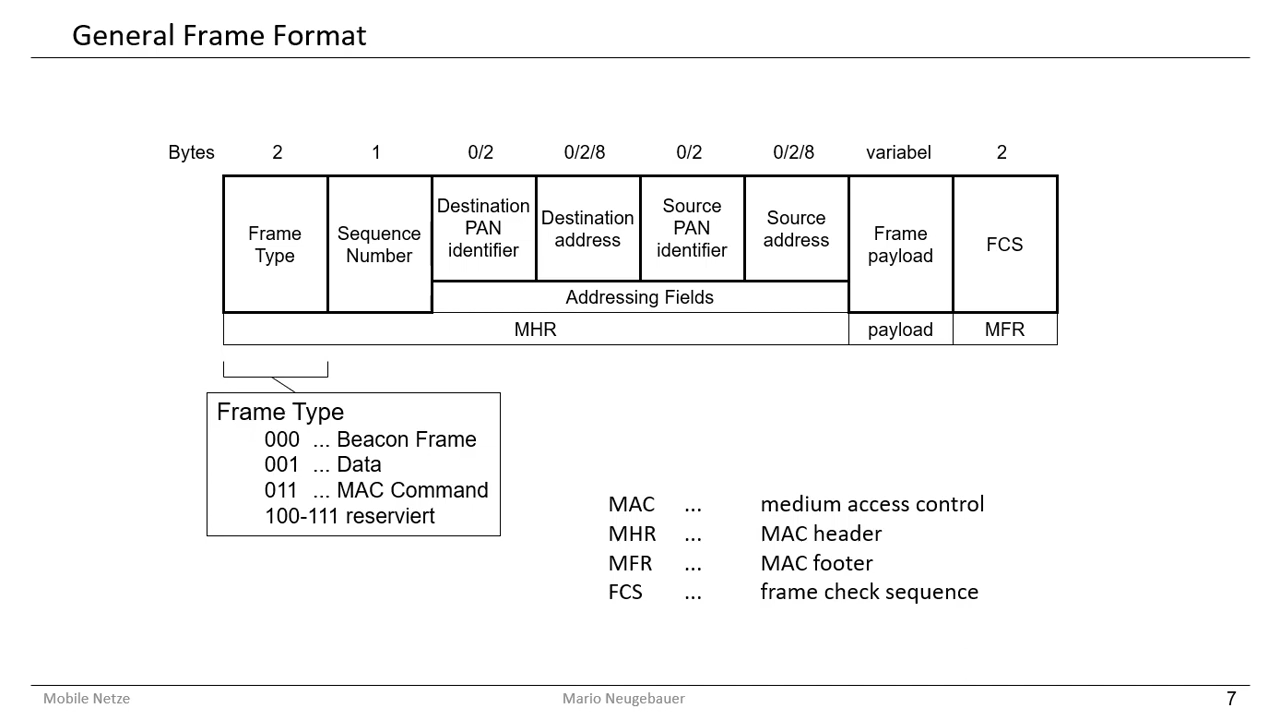 General Frame Format
Bytes 2 1 0/2 0/2/8 0/2 0/2/8 variabel 2
Frame
Type
Sequence
Number
Destination
PAN
identifier
Destination
address
Source
PAN
identifier
Source
address
Frame
payload
FCS
Addressing Fields
MHR payload MFR
Frame Type
000 ... Beacon Frame
001 ... Data
011 ... MAC Command
100-111 reserviert
MAC ... medium access control
MHR ... MAC header
MFR ... MAC footer
FCS ... frame check sequence
Mobile Netze Mario Neugebauer 7